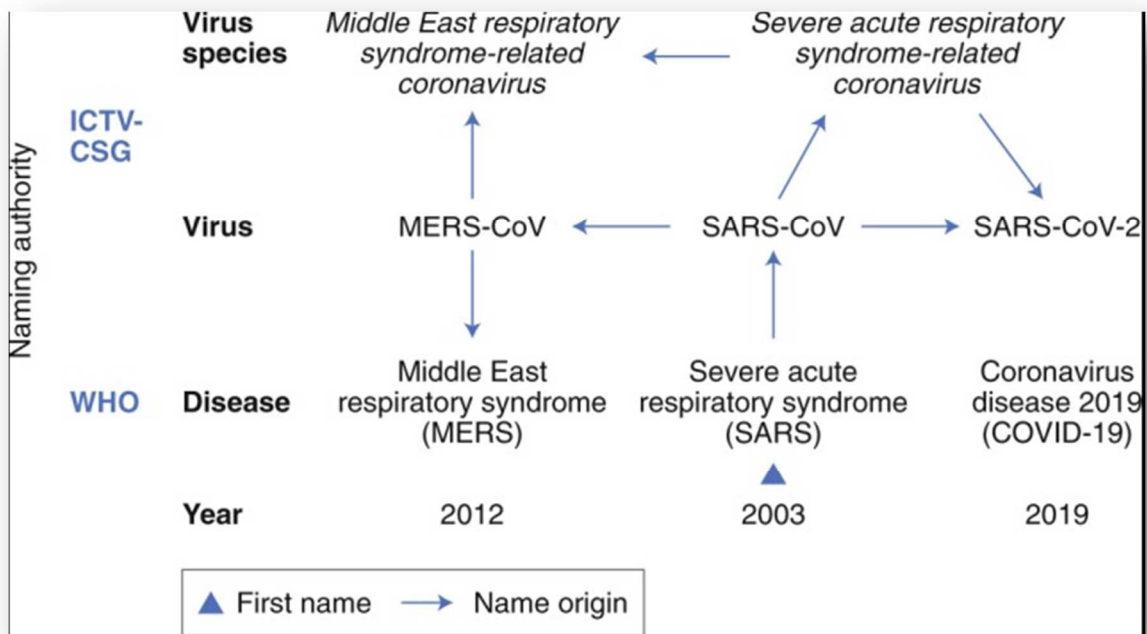 Virus species
Middle East respiratory syndrome-related coronavirus
Severe acute respiratory syndrome-related coronavirus
Naming authority
ICTV-CSG
Virus
MERS-CoV
SARS-CoV
SARS-CoV-2
WHO
Disease
Middle East respiratory syndrome (MERS)
Severe acute respiratory syndrome (SARS)
Coronavirus disease 2019 (COVID-19)
Year
2012
2003
2019
First name
Name origin